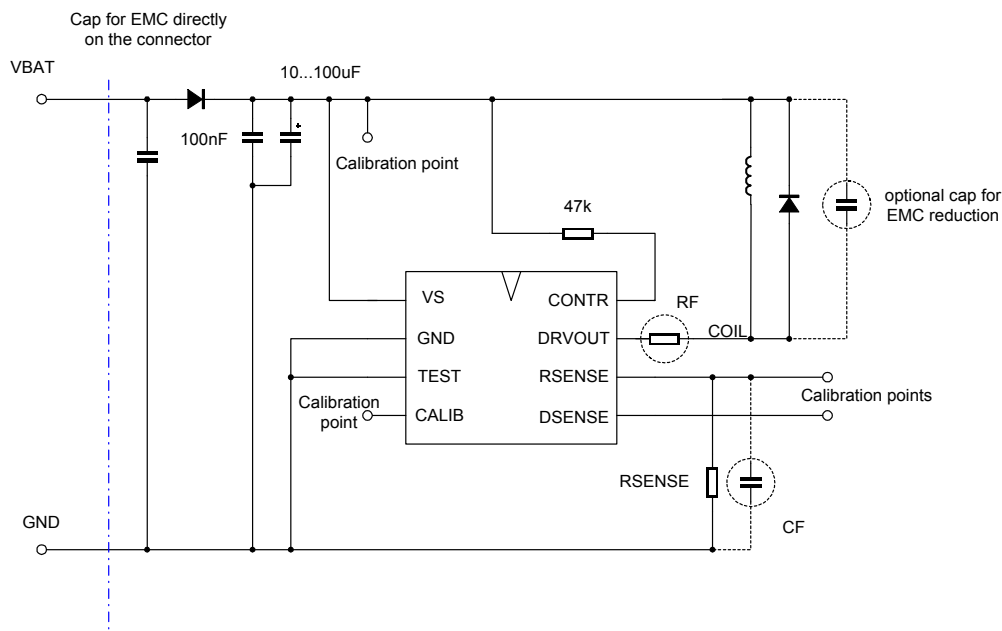 Cap for EMC directly
on the connector
VBAT
10...100uF
+
100nF
Calibration point
optional cap for
EMC reduction
47k
VS
CONTR
RF
GND
DRVOUT
COIL
TEST
RSENSE
Calibration
point
CALIB
DSENSE
Calibration points
RSENSE
GND
CF